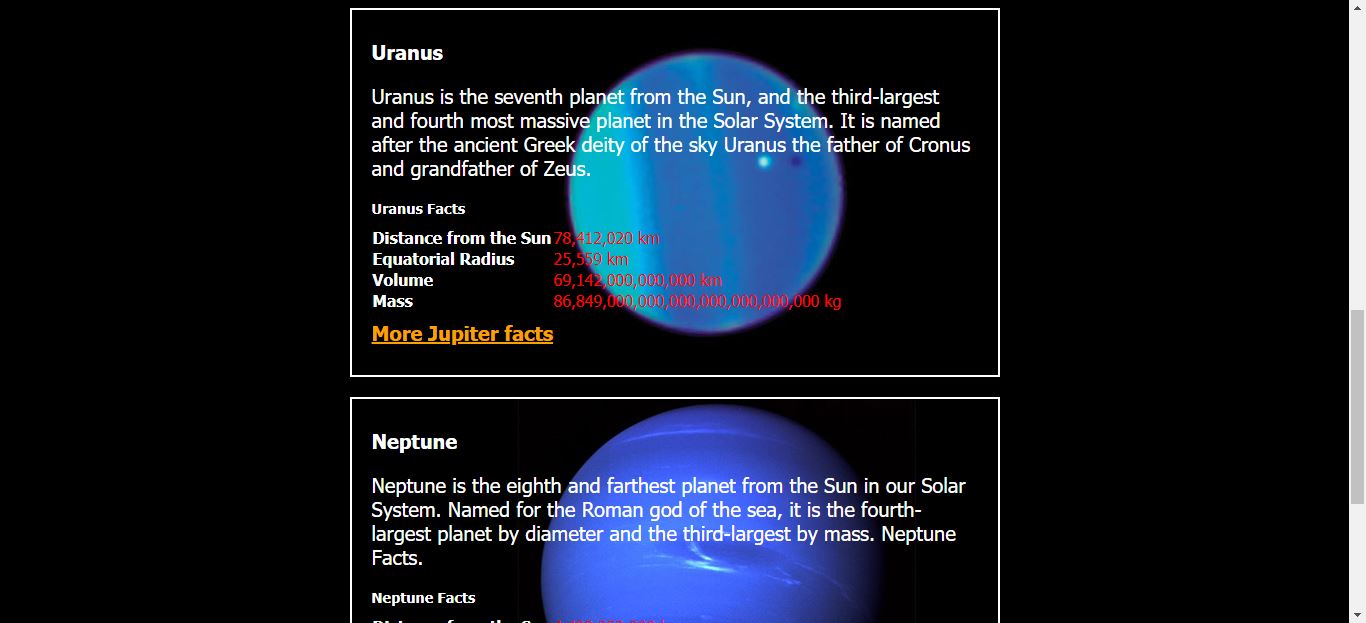 Uranus
Uranus is the seventh planet from the Sun, and the third-largest
and fourth most massive planet in the Solar System. It is named
after the ancient Greek deity of the sky Uranus the father of Cronus
and grandfather of Zeus.
Uranus Facts
Distance from the Sun 78,412,020 km
Equatorial Radius 25,559 km
Volume 69,142,000,000,000 km
Mass 86,849,000,000,000,000,000,000,000 kg
More Jupiter facts
Neptune
Neptune is the eighth and farthest planet from the Sun in our Solar
System. Named for the Roman god of the sea, it is the fourth-
largest planet by diameter and the third-largest by mass. Neptune
Facts.
Neptune Facts
Distance from the Sun